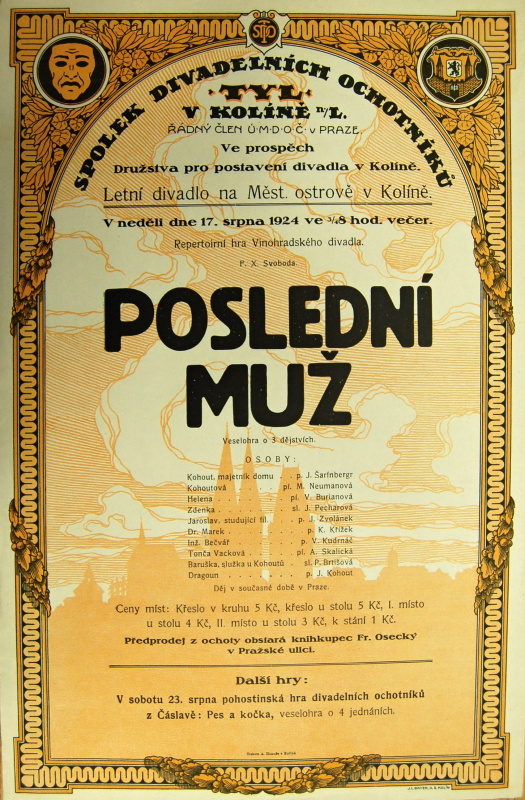 STD
SPOLEK DIVADELNÍCH OCHOTNÍKŮ
·TYL·
V KOLÍNĚ n/L.
ŘÁDNÝ ČLEN Ú·M·D·O·Č· V PRAZE.
Ve prospěch
Družstva pro postavení divadla v Kolíně.
Letní divadlo na Měst. ostrově v Kolíně.
V neděli dne 17. srpna 1924 ve ¾8 hod. večer.
Repertoirní hra Vinohradského divadla.
F. X. Svoboda.
POSLEDNÍ
MUŽ
Veselohra o 3 dějstvích.
OSOBY:
Kohout, majetník domu . . p. J. Šarfnbergr
Kohoutová . . . . pí. M. Neumanová
Helena . . . . . . pí. V. Burianová
Zdenka . . . . . . sl. J. Pecharová
Jaroslav, studující fil. . . p. J. Zvolánek
Dr. Marek . . . . . . p. K. Křížek
Inž. Bečvář . . . . . p. V. Kudrnáč
Tonča Vacková . . . . pí. A. Skalická
Baruška, služka u Kohoutů sl. P. Brtišová
Dragoun . . . . . . p. J. Kohout
Děj v současné době v Praze.
Ceny míst: Křeslo v kruhu 5 Kč, křeslo u stolu 5 Kč, I. místo
u stolu 4 Kč, II. místo u stolu 3 Kč, k stání 1 Kč.
Předprodej z ochoty obstará knihkupec Fr. Osecký
v Pražské ulici.
Další hry:
V sobotu 23. srpna pohostinská hra divadelních ochotníků
z Čáslavě: Pes a kočka, veselohra o 4 jednáních.